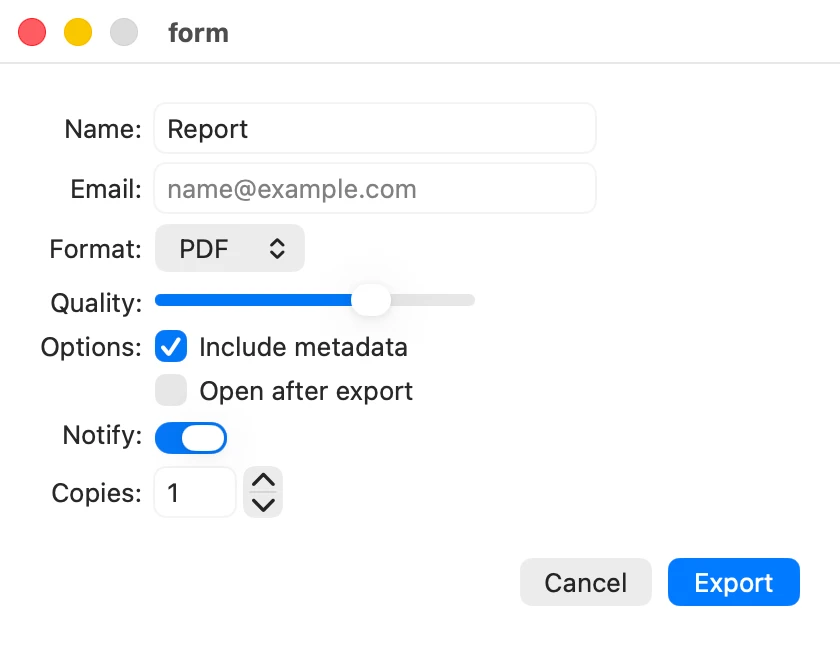 form
Name: Report
Email: name@example.com
Format: PDF
Quality:
Options: Include metadata
Open after export
Notify:
Copies: 1
Cancel Export